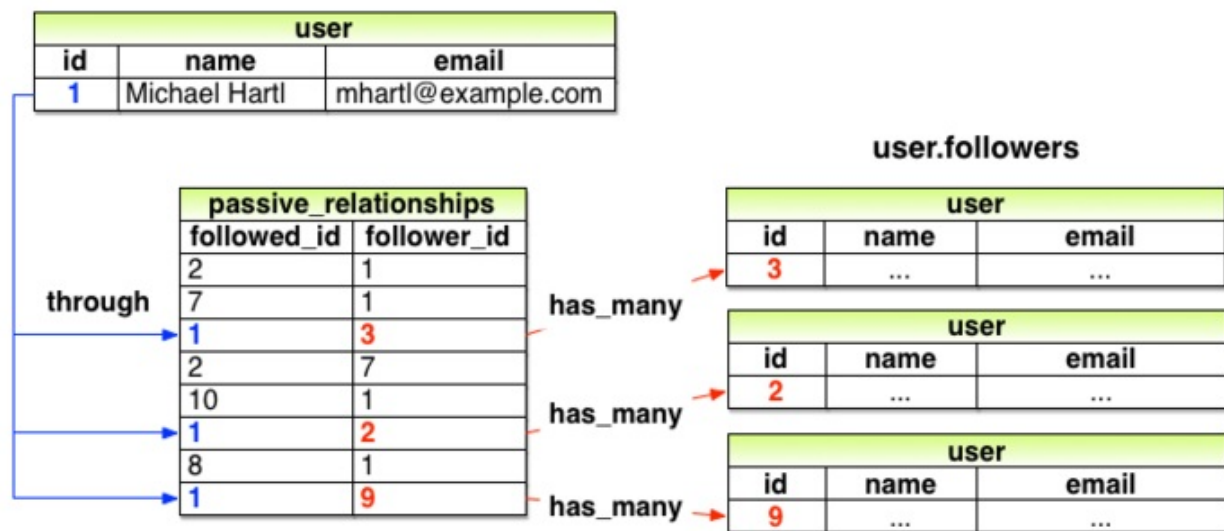 user
id name email
1 Michael Hartl mhartl@example.com
user.followers
passive_relationships
followed_id follower_id
2 1
7 1
1 3
2 7
10 1
1 2
8 1
1 9
through
has_many
has_many
has_many
user
id name email
3 ... ...
user
id name email
2 ... ...
user
id name email
9 ... ...